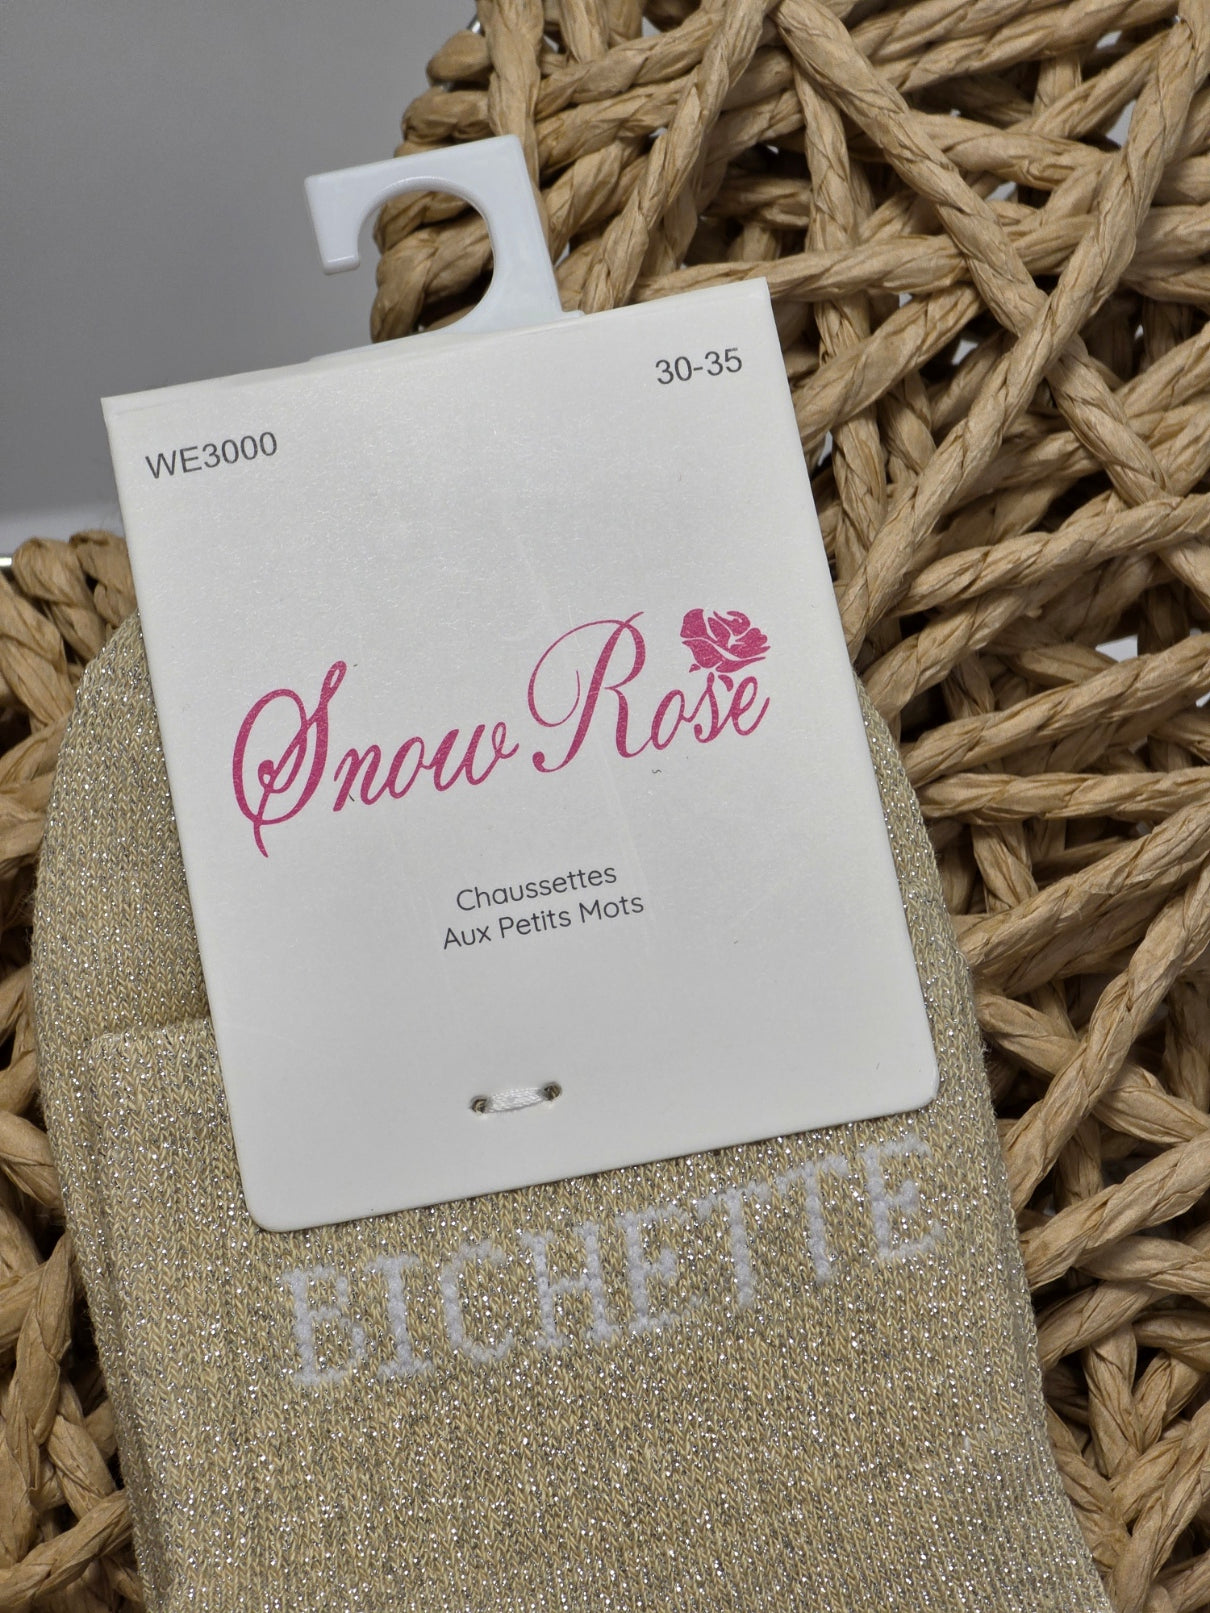 WE3000
30-35
Snow Rose
Chaussettes
Aux Petits Mots
BICHETTE